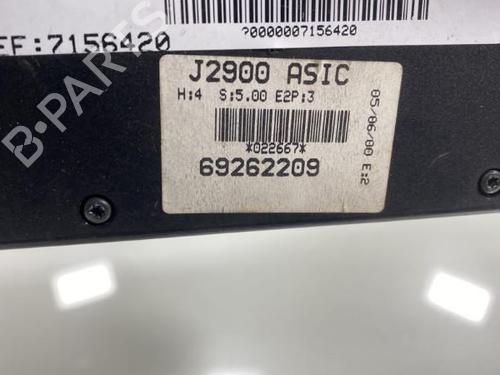 EF:7156420
?0000007156420
J2900 ASIC
H:4 S:5.00 E2P:3
*022667*
69262209
05/06/00 E:2
B-PARTS